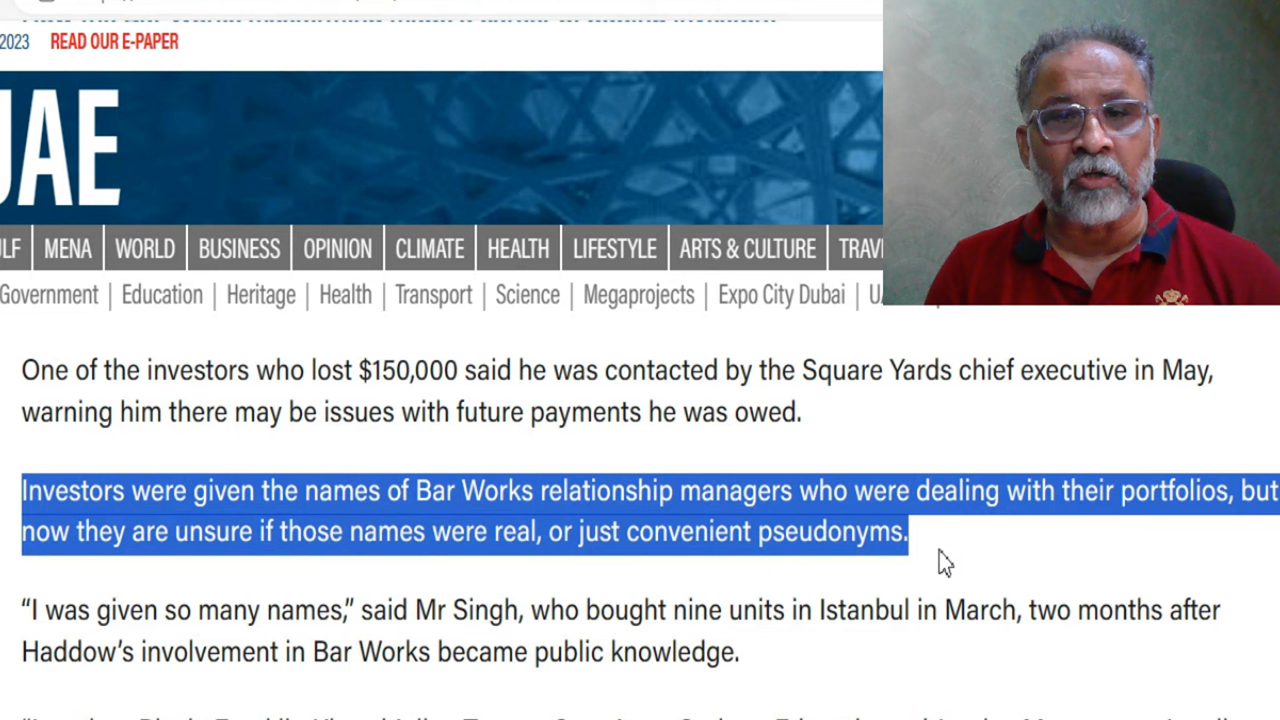 2023 READ OUR E-PAPER
UAE
MENA WORLD BUSINESS OPINION CLIMATE HEALTH LIFESTYLE ARTS & CULTURE
Government Education Heritage Health Transport Science Megaprojects Expo City Dubai
One of the investors who lost $150,000 said he was contacted by the Square Yards chief executive in May,
warning him there may be issues with future payments he was owed.
Investors were given the names of Bar Works relationship managers who were dealing with their portfolios, but
now they are unsure if those names were real, or just convenient pseudonyms.
“I was given so many names,” said Mr Singh, who bought nine units in Istanbul in March, two months after
Haddow’s involvement in Bar Works became public knowledge.